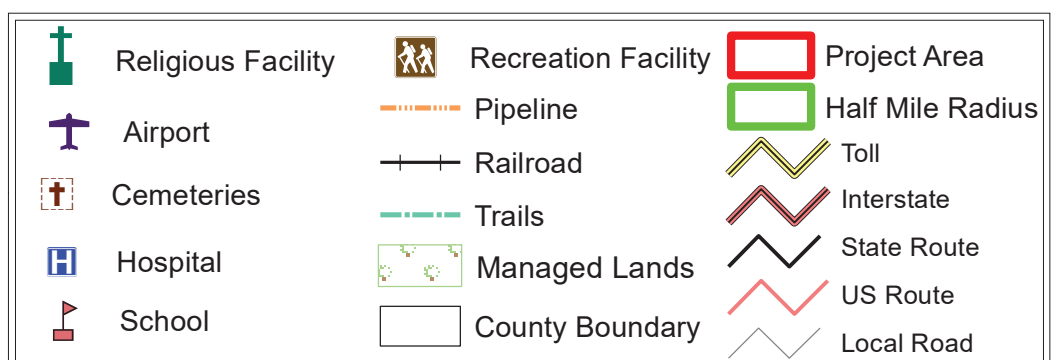 Religious Facility
Airport
Cemeteries
H
Hospital
School
Recreation Facility
Pipeline
Railroad
Trails
Managed Lands
County Boundary
Project Area
Half Mile Radius
Toll
Interstate
State Route
US Route
Local Road